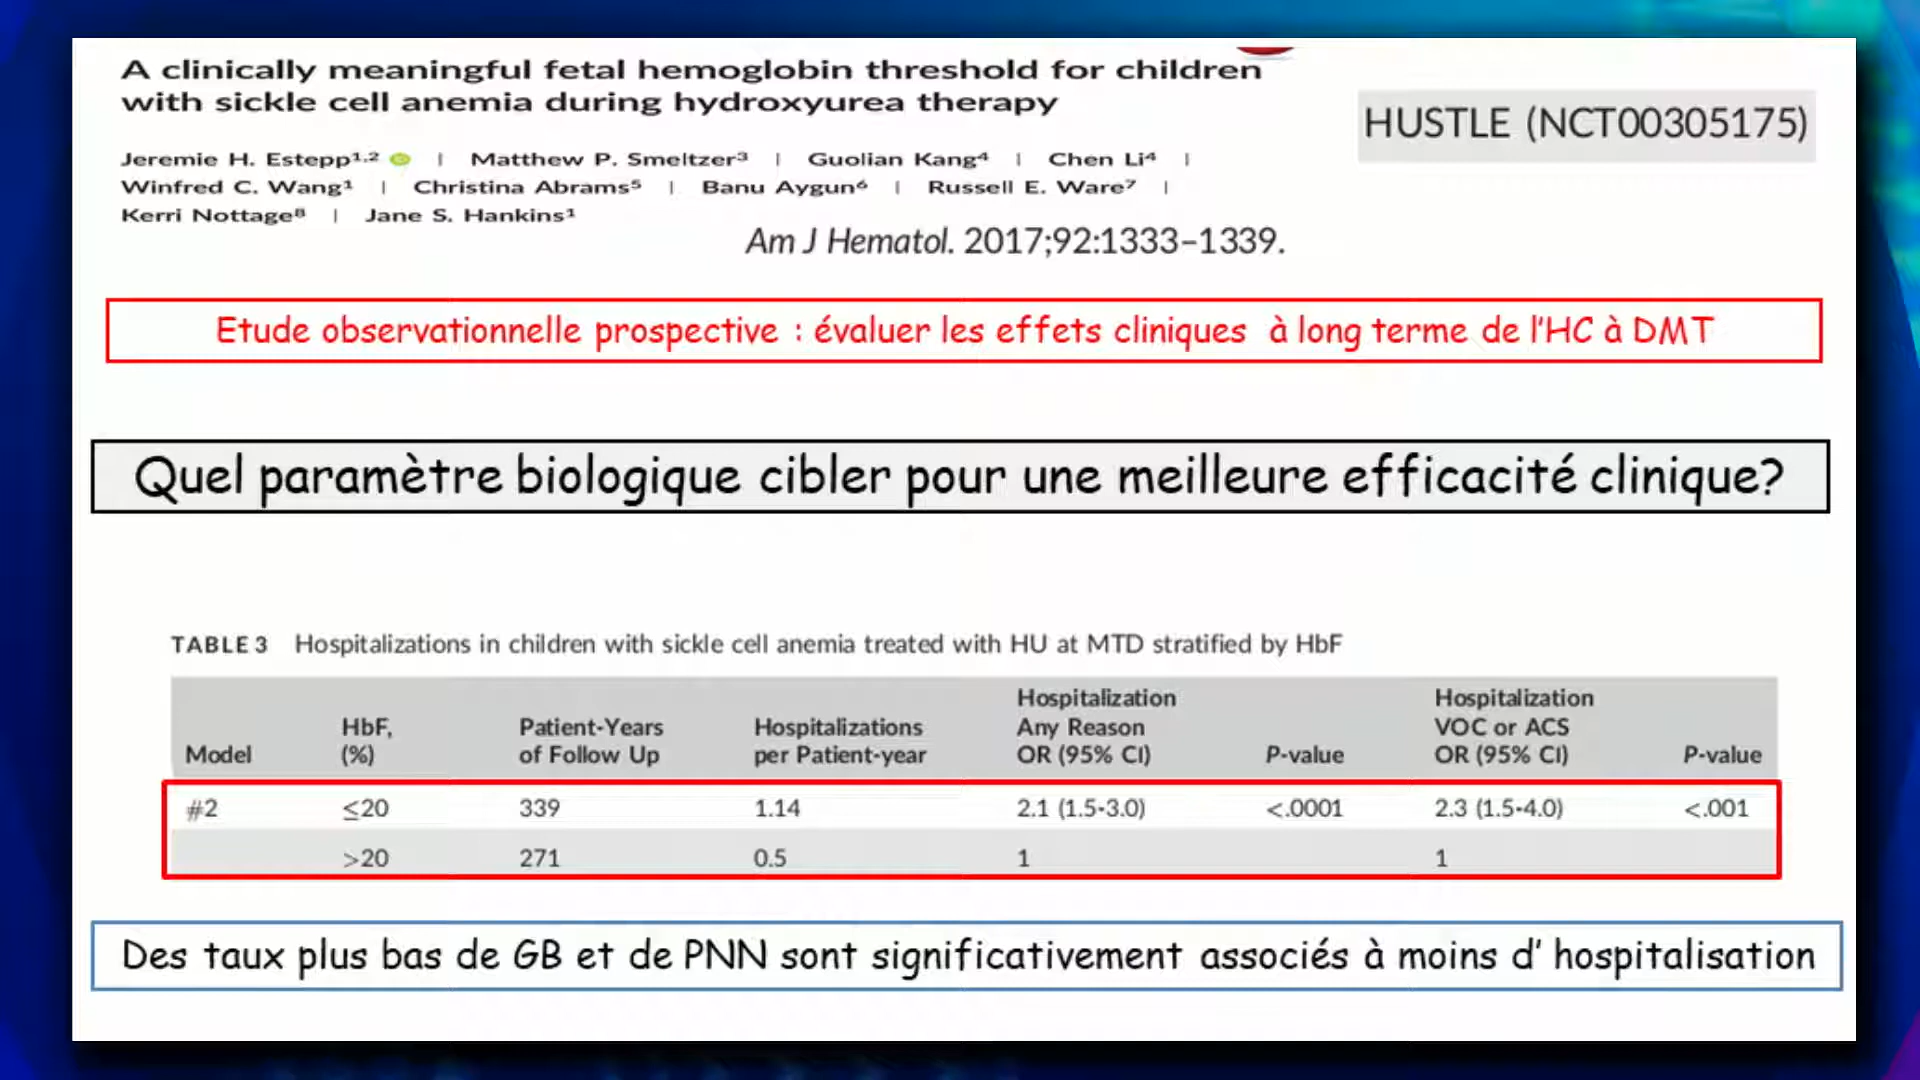 A clinically meaningful fetal hemoglobin threshold for children
with sickle cell anemia during hydroxyurea therapy
HUSTLE (NCT00305175)
Jeremie H. Estepp1,2 | Matthew P. Smeltzer3 | Guolian Kang4 | Chen Li4 |
Winfred C. Wang1 | Christina Abrams5 | Banu Aygun6 | Russell E. Ware7 |
Kerri Nottage8 | Jane S. Hankins1
Am J Hematol. 2017;92:1333–1339.
Etude observationnelle prospective : évaluer les effets cliniques à long terme de l'HC à DMT
Quel paramètre biologique cibler pour une meilleure efficacité clinique?
TABLE 3 Hospitalizations in children with sickle cell anemia treated with HU at MTD stratified by HbF
Model HbF, (%) Patient-Years of Follow Up Hospitalizations per Patient-year Hospitalization Any Reason OR (95% CI) P-value Hospitalization VOC or ACS OR (95% CI) P-value
#2 ≤20 339 1.14 2.1 (1.5-3.0) <.0001 2.3 (1.5-4.0) <.001
>20 271 0.5 1 1
Des taux plus bas de GB et de PNN sont significativement associés à moins d' hospitalisation